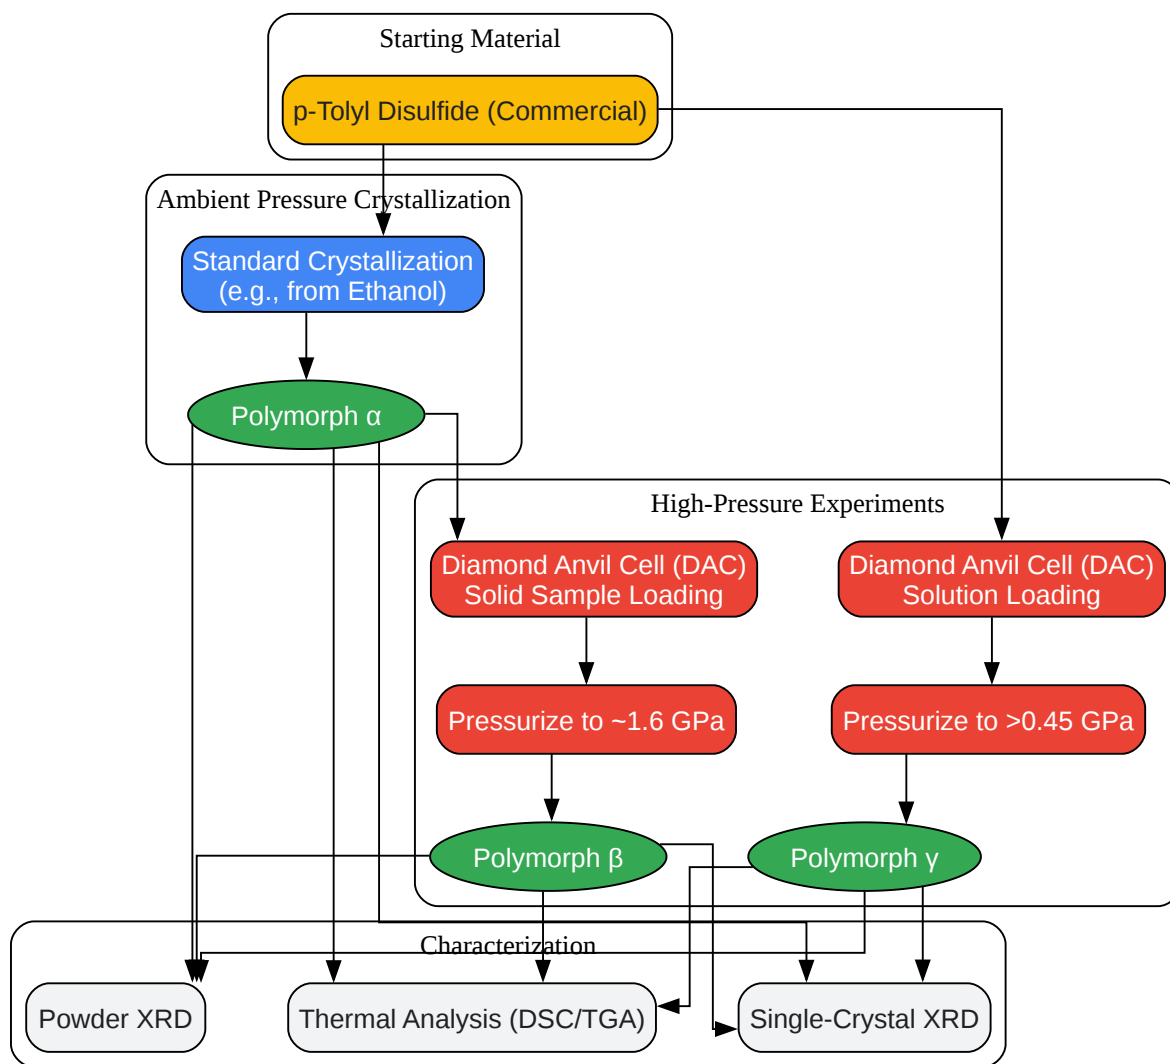 Starting Material
p-Tolyl Disulfide (Commercial)
Ambient Pressure Crystallization
Standard Crystallization
(e.g., from Ethanol)
Polymorph α
High-Pressure Experiments
Diamond Anvil Cell (DAC)
Solid Sample Loading
Diamond Anvil Cell (DAC)
Solution Loading
Pressurize to ~1.6 GPa
Pressurize to >0.45 GPa
Polymorph β
Polymorph γ
Characterization
Powder XRD
Thermal Analysis (DSC/TGA)
Single-Crystal XRD